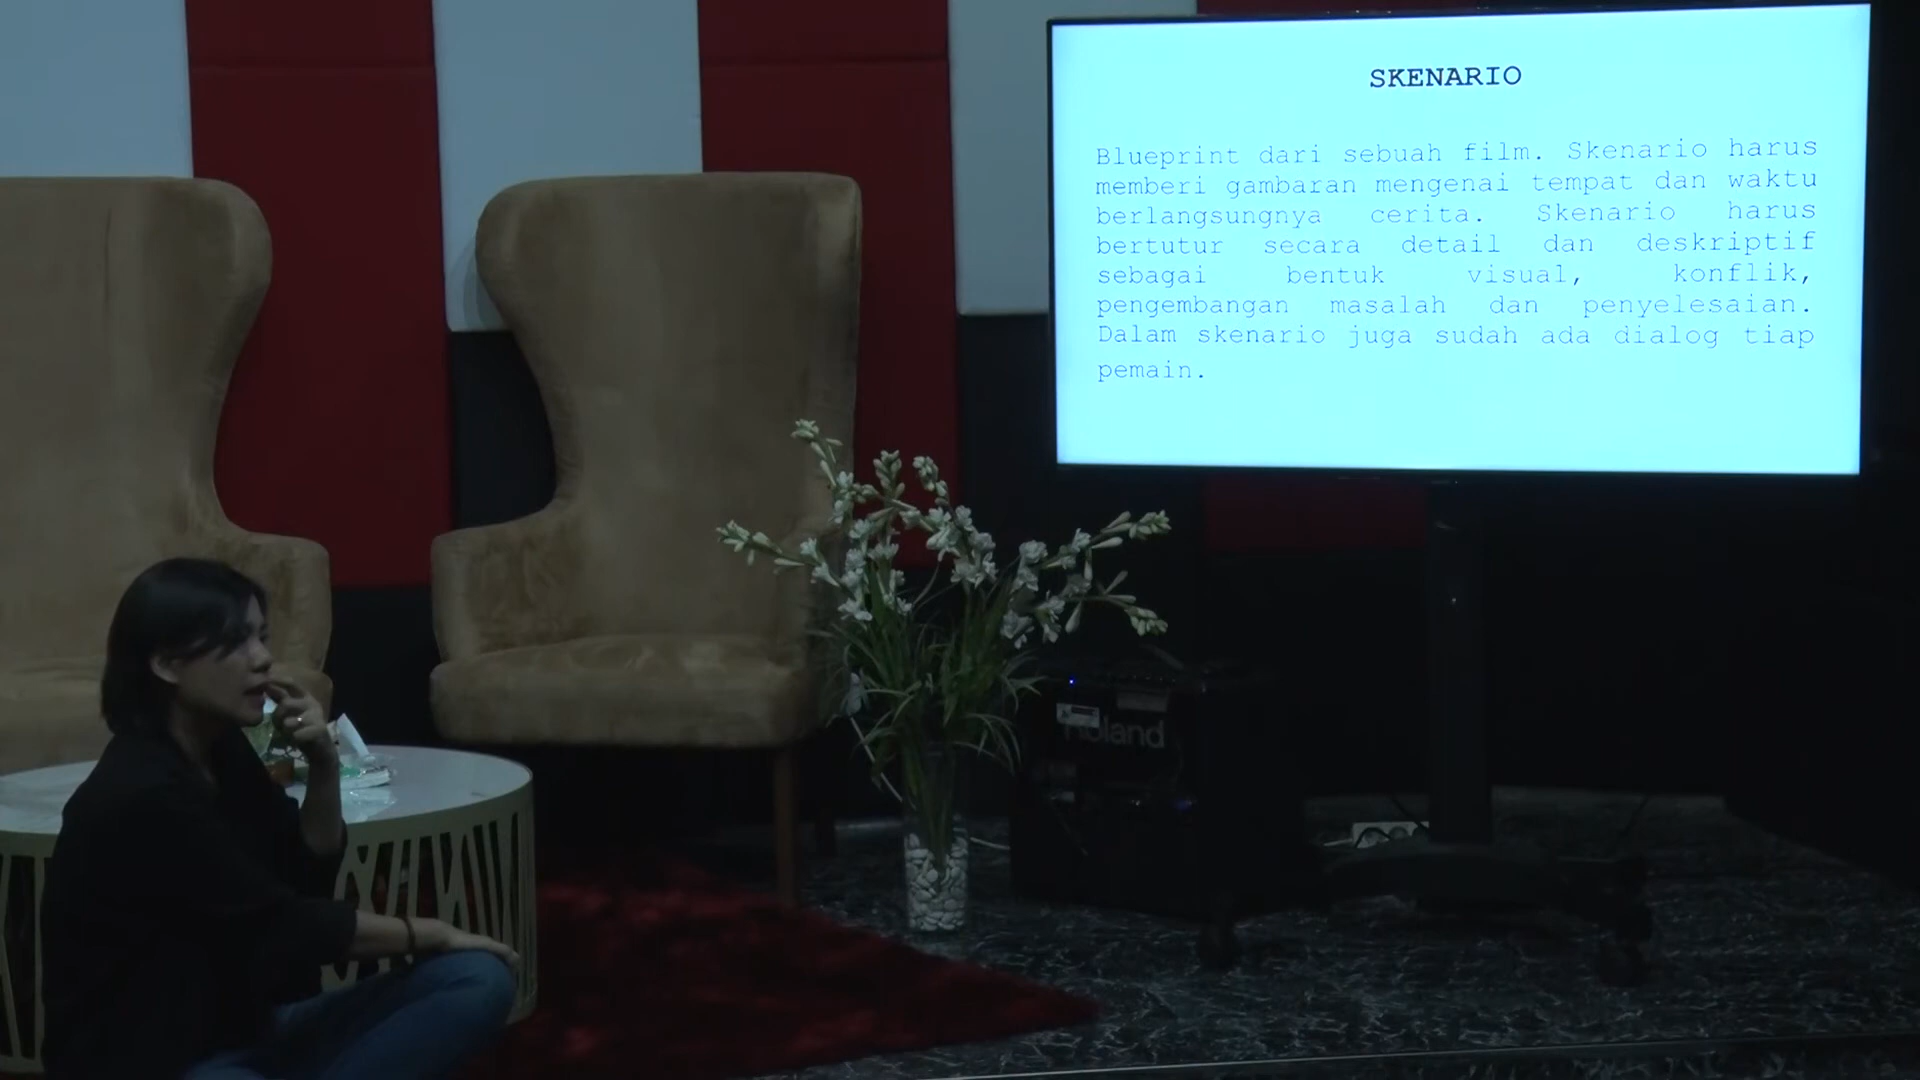 SKENARIO
Blueprint dari sebuah film. Skenario harus
memberi gambaran mengenai tempat dan waktu
berlangsungnya cerita. Skenario harus
bertutur secara detail dan deskriptif
sebagai bentuk visual, konflik,
pengembangan masalah dan penyelesaian.
Dalam skenario juga sudah ada dialog tiap
pemain.
Roland